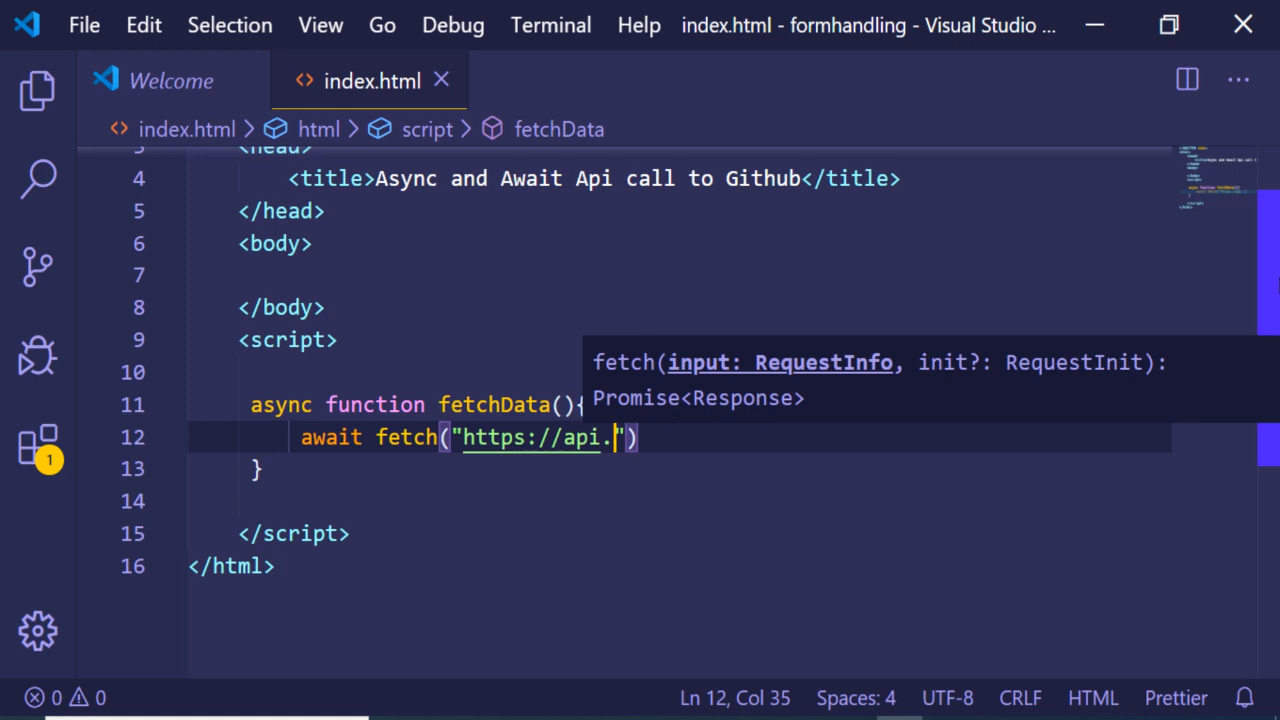 File Edit Selection View Go Debug Terminal Help index.html - formhandling - Visual Studio ...
Welcome index.html
index.html html script fetchData
3 <head>
4 <title>Async and Await Api call to Github</title>
5 </head>
6 <body>
7
8 </body>
9 <script>
10
fetch(input: RequestInfo, init?: RequestInit):
Promise<Response>
11 async function fetchData(){
12 await fetch("https://api.")
13 }
14
15 </script>
16 </html>
1
0 0 Ln 12, Col 35 Spaces: 4 UTF-8 CRLF HTML Prettier